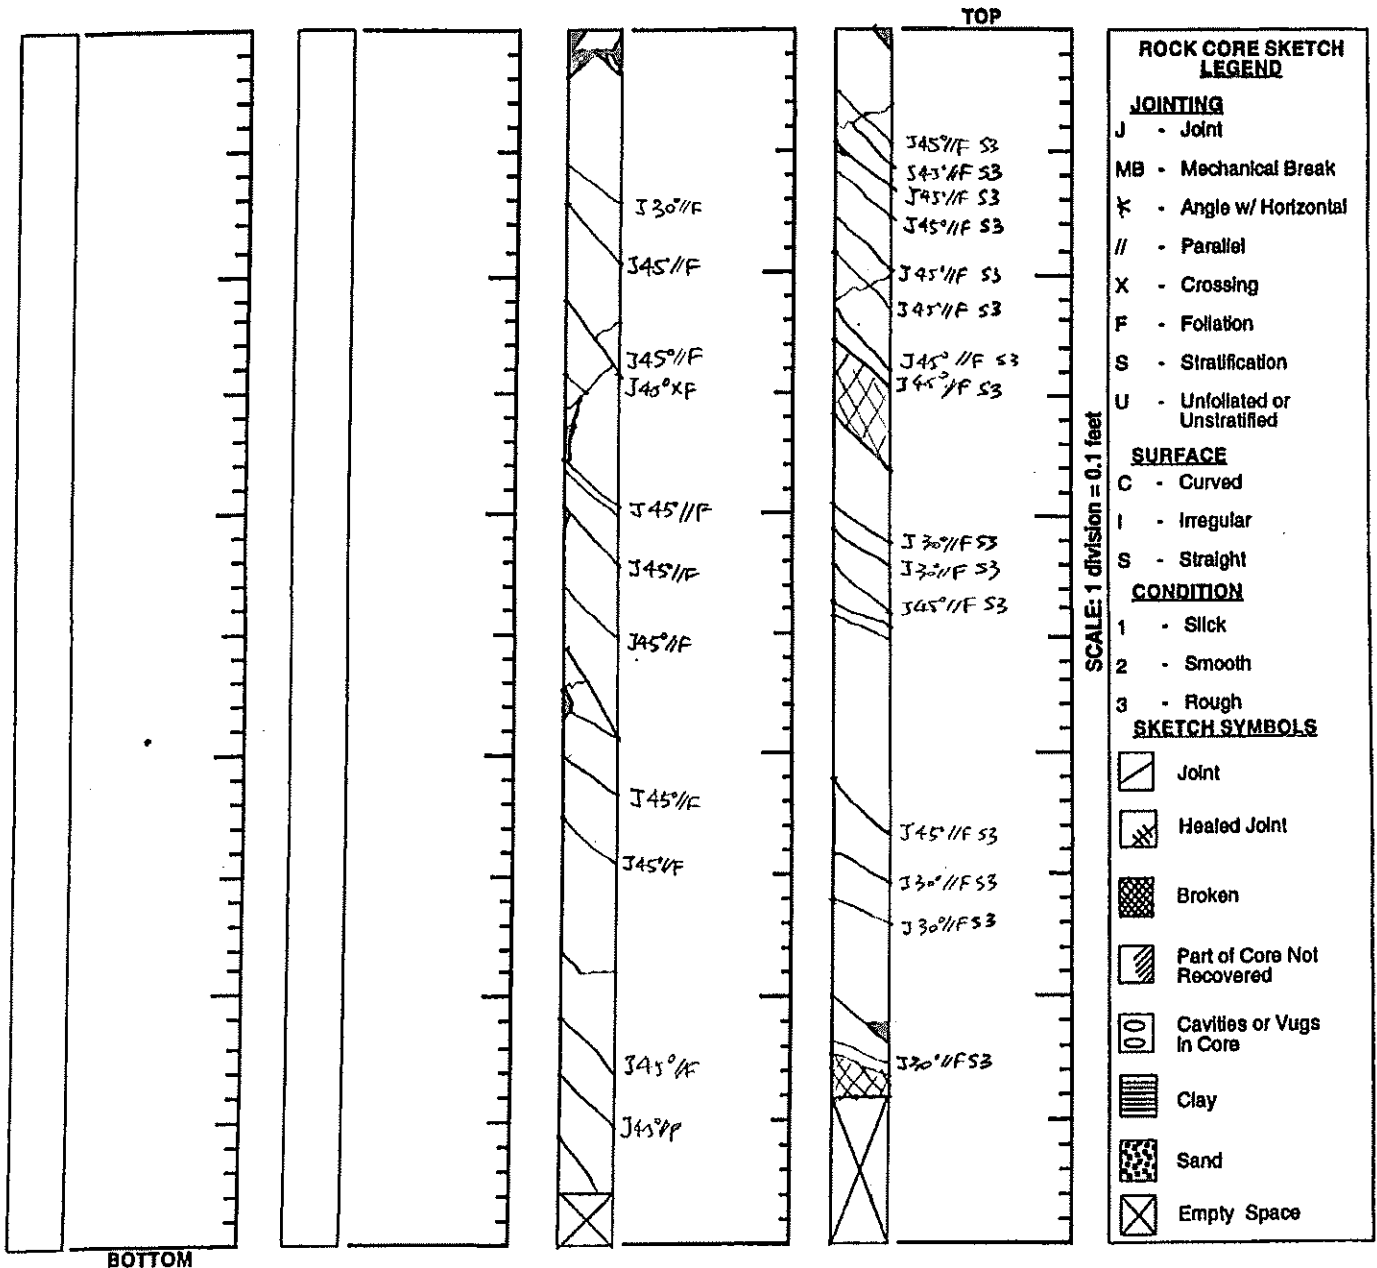 TOP
J30°//F
J45°//F
J45°//F
J45°XF
J45°//F
J45°//F
J45°//F
J45°//F
J45°//F
J45°//F
J45°//F
J45°//F S3
J45°//F S3
J45°//F S3
J45°//F S3
J45°//F S3
J45°//F S3
J45°//F S3
J45°//F S3
J30°//F S3
J30°//F S3
J45°//F S3
J45°//F S3
J30°//F S3
J30°//F S3
J30°//F S3
BOTTOM
SCALE: 1 division = 0.1 feet
ROCK CORE SKETCH
LEGEND
JOINTING
J - Joint
MB - Mechanical Break
- Angle w/ Horizontal
// - Parallel
X - Crossing
F - Foliation
S - Stratification
U - Unfoliated or
Unstratified
SURFACE
C - Curved
I - Irregular
S - Straight
CONDITION
1 - Slick
2 - Smooth
3 - Rough
SKETCH SYMBOLS
Joint
Healed Joint
Broken
Part of Core Not
Recovered
Cavities or Vugs
In Core
Clay
Sand
Empty Space